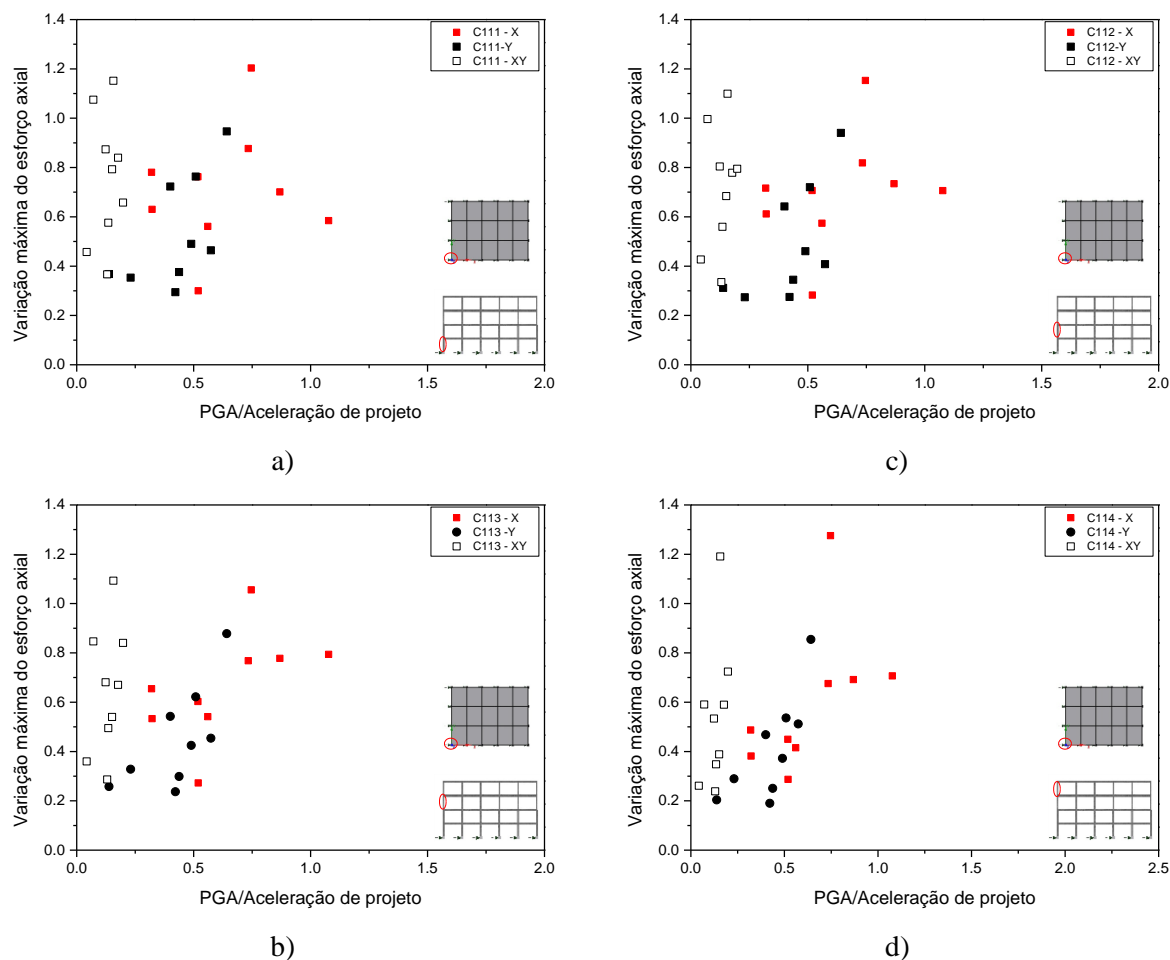 1.4
1.2
1.0
0.8
0.6
0.4
0.2
0.0
Variação máxima do esforço axial
C111 - X
C111-Y
C111 - XY
0.0 0.5 1.0 1.5 2.0
PGA/Aceleração de projeto
a)
1.4
1.2
1.0
0.8
0.6
0.4
0.2
0.0
Variação máxima do esforço axial
C112 - X
C112-Y
C112 - XY
0.0 0.5 1.0 1.5 2.0
PGA/Aceleração de projeto
c)
1.4
1.2
1.0
0.8
0.6
0.4
0.2
0.0
Variação máxima do esforço axial
C113 - X
C113 -Y
C113 - XY
0.0 0.5 1.0 1.5 2.0
PGA/Aceleração de projeto
b)
1.4
1.2
1.0
0.8
0.6
0.4
0.2
0.0
Variação máxima do esforço axial
C114 - X
C114 -Y
C114 - XY
0.0 0.5 1.0 1.5 2.0 2.5
PGA/Aceleração de projeto
d)